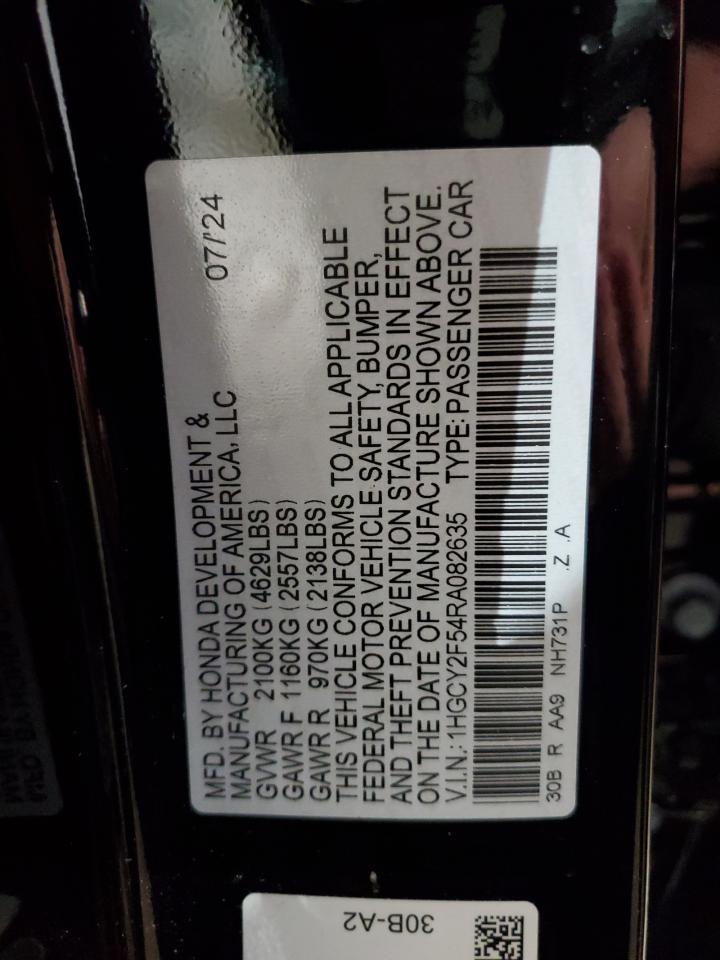 MFD. BY HONDA DEVELOPMENT &
MANUFACTURING OF AMERICA, LLC 07/'24
GVWR 2100KG (4629LBS)
GAWR F 1160KG (2557LBS)
GAWR R 970KG (2138LBS)
THIS VEHICLE CONFORMS TO ALL APPLICABLE
FEDERAL MOTOR VEHICLE SAFETY, BUMPER,
AND THEFT PREVENTION STANDARDS IN EFFECT
ON THE DATE OF MANUFACTURE SHOWN ABOVE.
V.I.N.: 1HGCY2F54RA082635 TYPE: PASSENGER CAR
30B R AA9 NH731P .Z .A
30B-A2